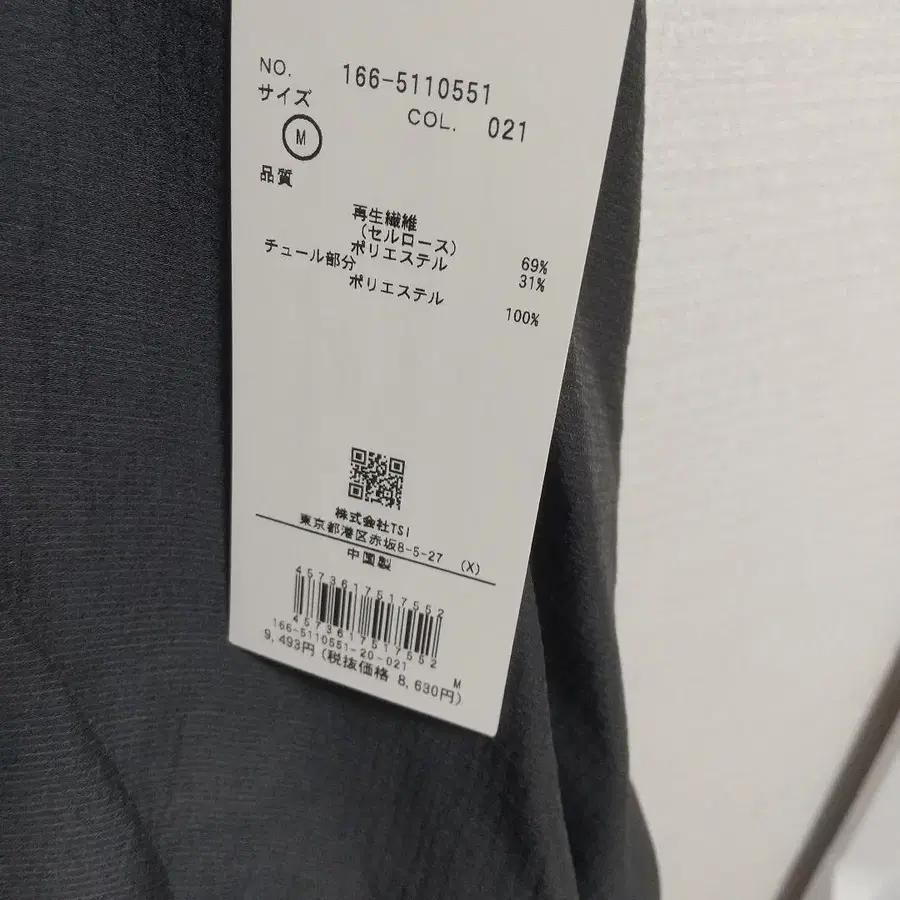 NO. 166-5110551
サイズ COL. 021
M
品質
再生繊維
(セルロース) 69%
ポリエステル 31%
チュール部分
ポリエステル 100%
株式会社TSI
東京都港区赤坂8-5-27 (X)
中国製
4573617517552
4573617517552
166-5110551-20-021 M
9,493円(税抜価格 8,630円)